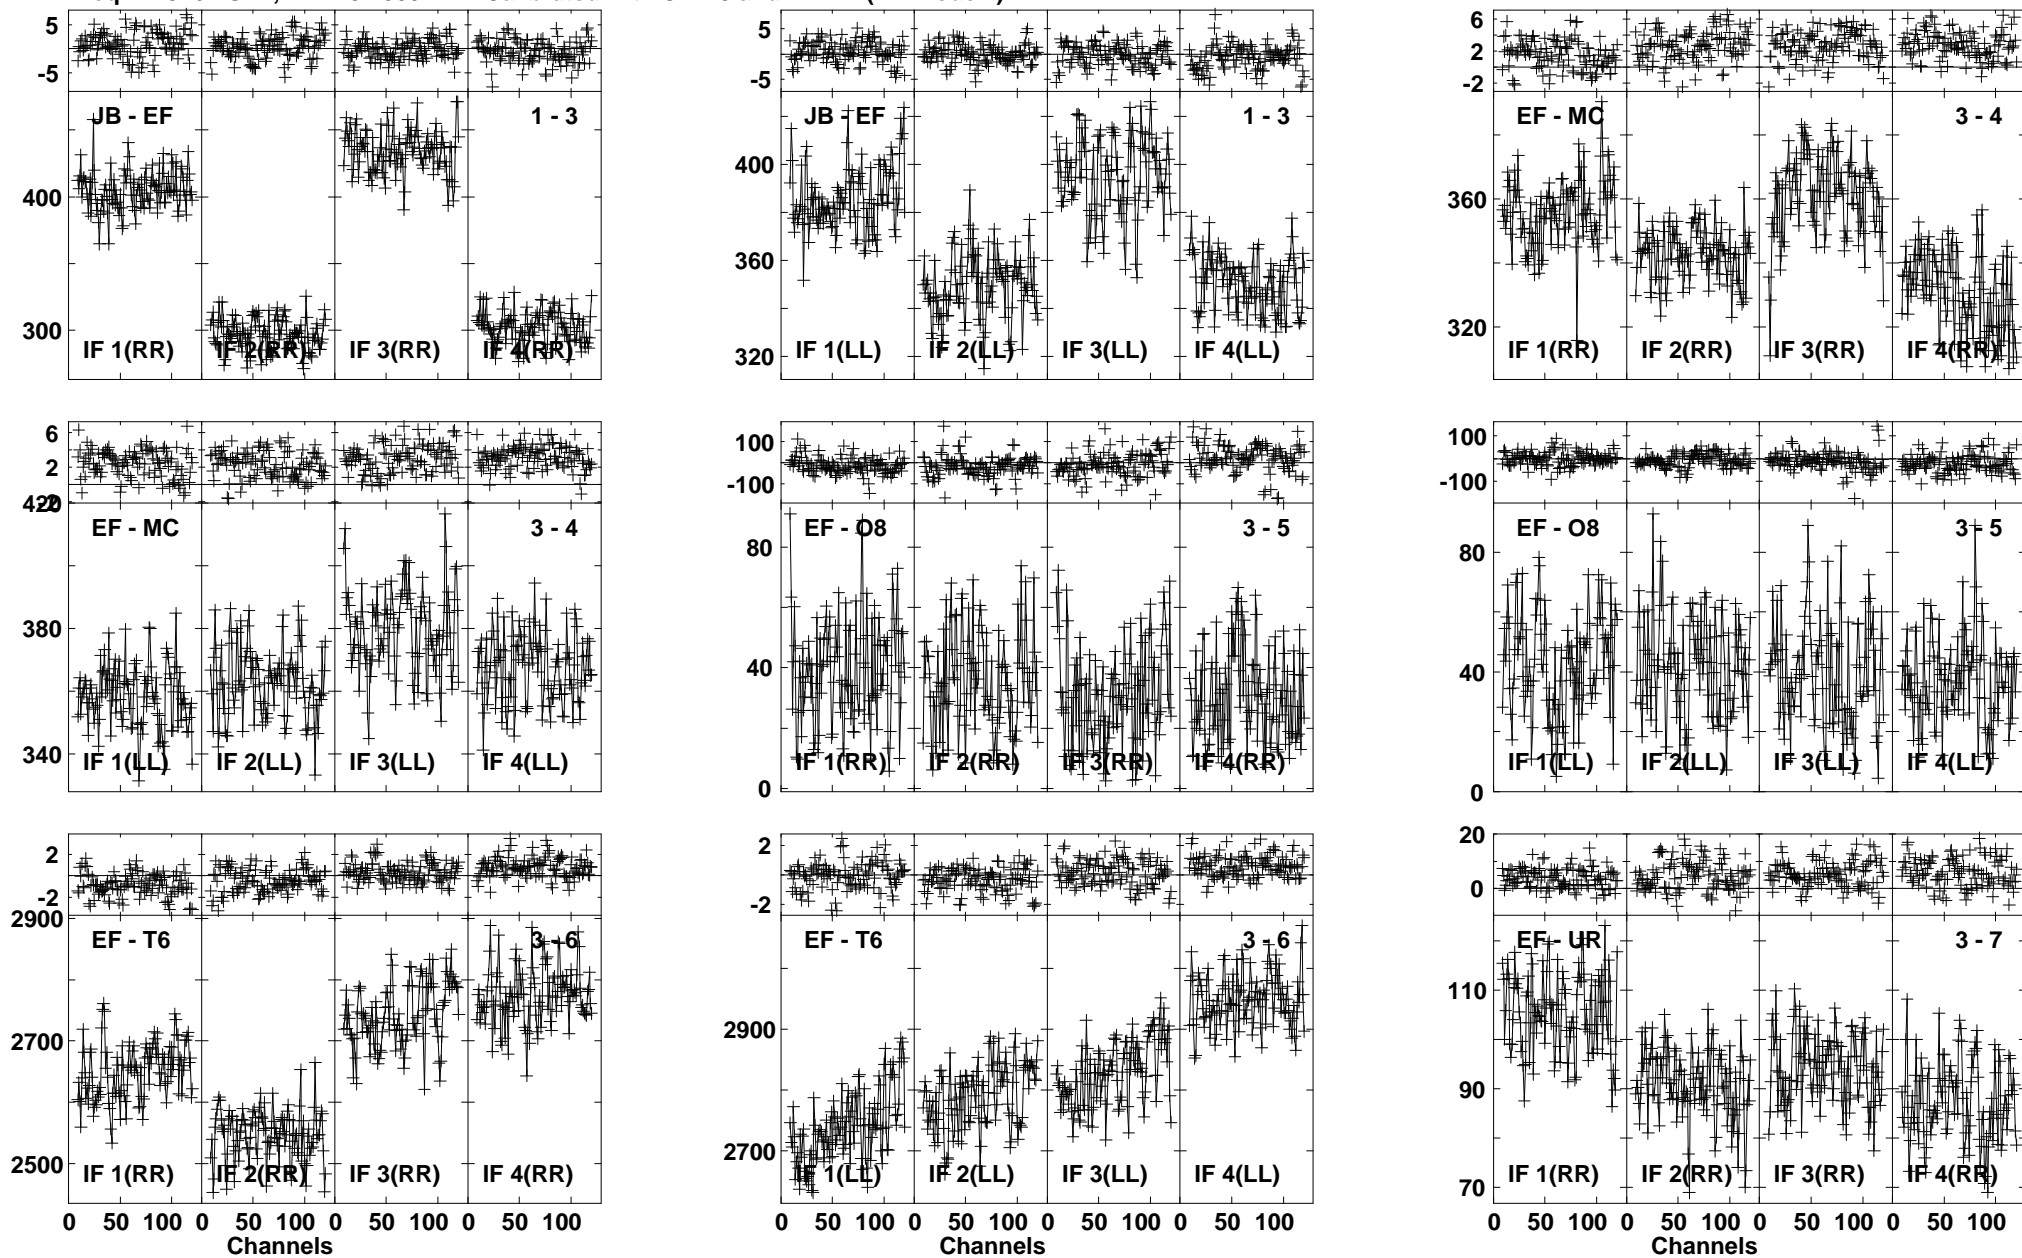 5
-5
JB - EF
1 - 3
400
300
IF 1(RR)
IF 2(RR)
IF 3(RR)
IF 4(RR)
5
-5
JB - EF
1 - 3
400
360
320
IF 1(LL)
IF 2(LL)
IF 3(LL)
IF 4(LL)
6
2
-2
EF - MC
3 - 4
360
320
IF 1(RR)
IF 2(RR)
IF 3(RR)
IF 4(RR)
6
2
-2
420
EF - MC
3 - 4
380
340
IF 1(LL)
IF 2(LL)
IF 3(LL)
IF 4(LL)
100
-100
EF - O8
3 - 5
80
40
0
IF 1(RR)
IF 2(RR)
IF 3(RR)
IF 4(RR)
100
-100
EF - O8
3 - 5
80
40
0
IF 1(LL)
IF 2(LL)
IF 3(LL)
IF 4(LL)
2
-2
2900
EF - T6
3 - 6
2700
2500
IF 1(RR)
IF 2(RR)
IF 3(RR)
IF 4(RR)
0 50 100 0 50 100 0 50 100 0 50 100
Channels
2
-2
EF - T6
3 - 6
2900
2700
IF 1(LL)
IF 2(LL)
IF 3(LL)
IF 4(LL)
0 50 100 0 50 100 0 50 100 0 50 100
Channels
20
0
EF - UR
3 - 7
110
90
70
IF 1(RR)
IF 2(RR)
IF 3(RR)
IF 4(RR)
0 50 100 0 50 100 0 50 100 0 50 100
Channels